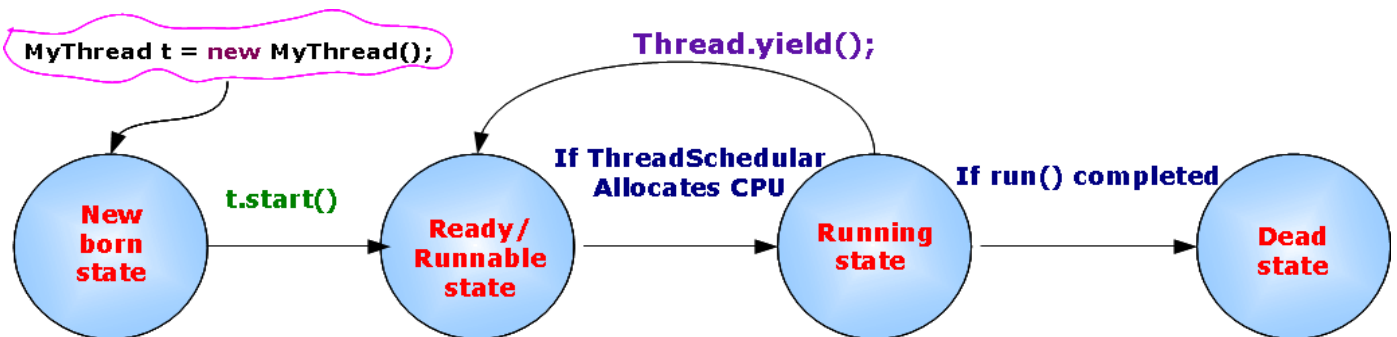 MyThread t = new MyThread();
Thread.yield();
If ThreadSchedular
Allocates CPU
If run() completed
t.start()
New
born
state
Ready/
Runnable
state
Running
state
Dead
state